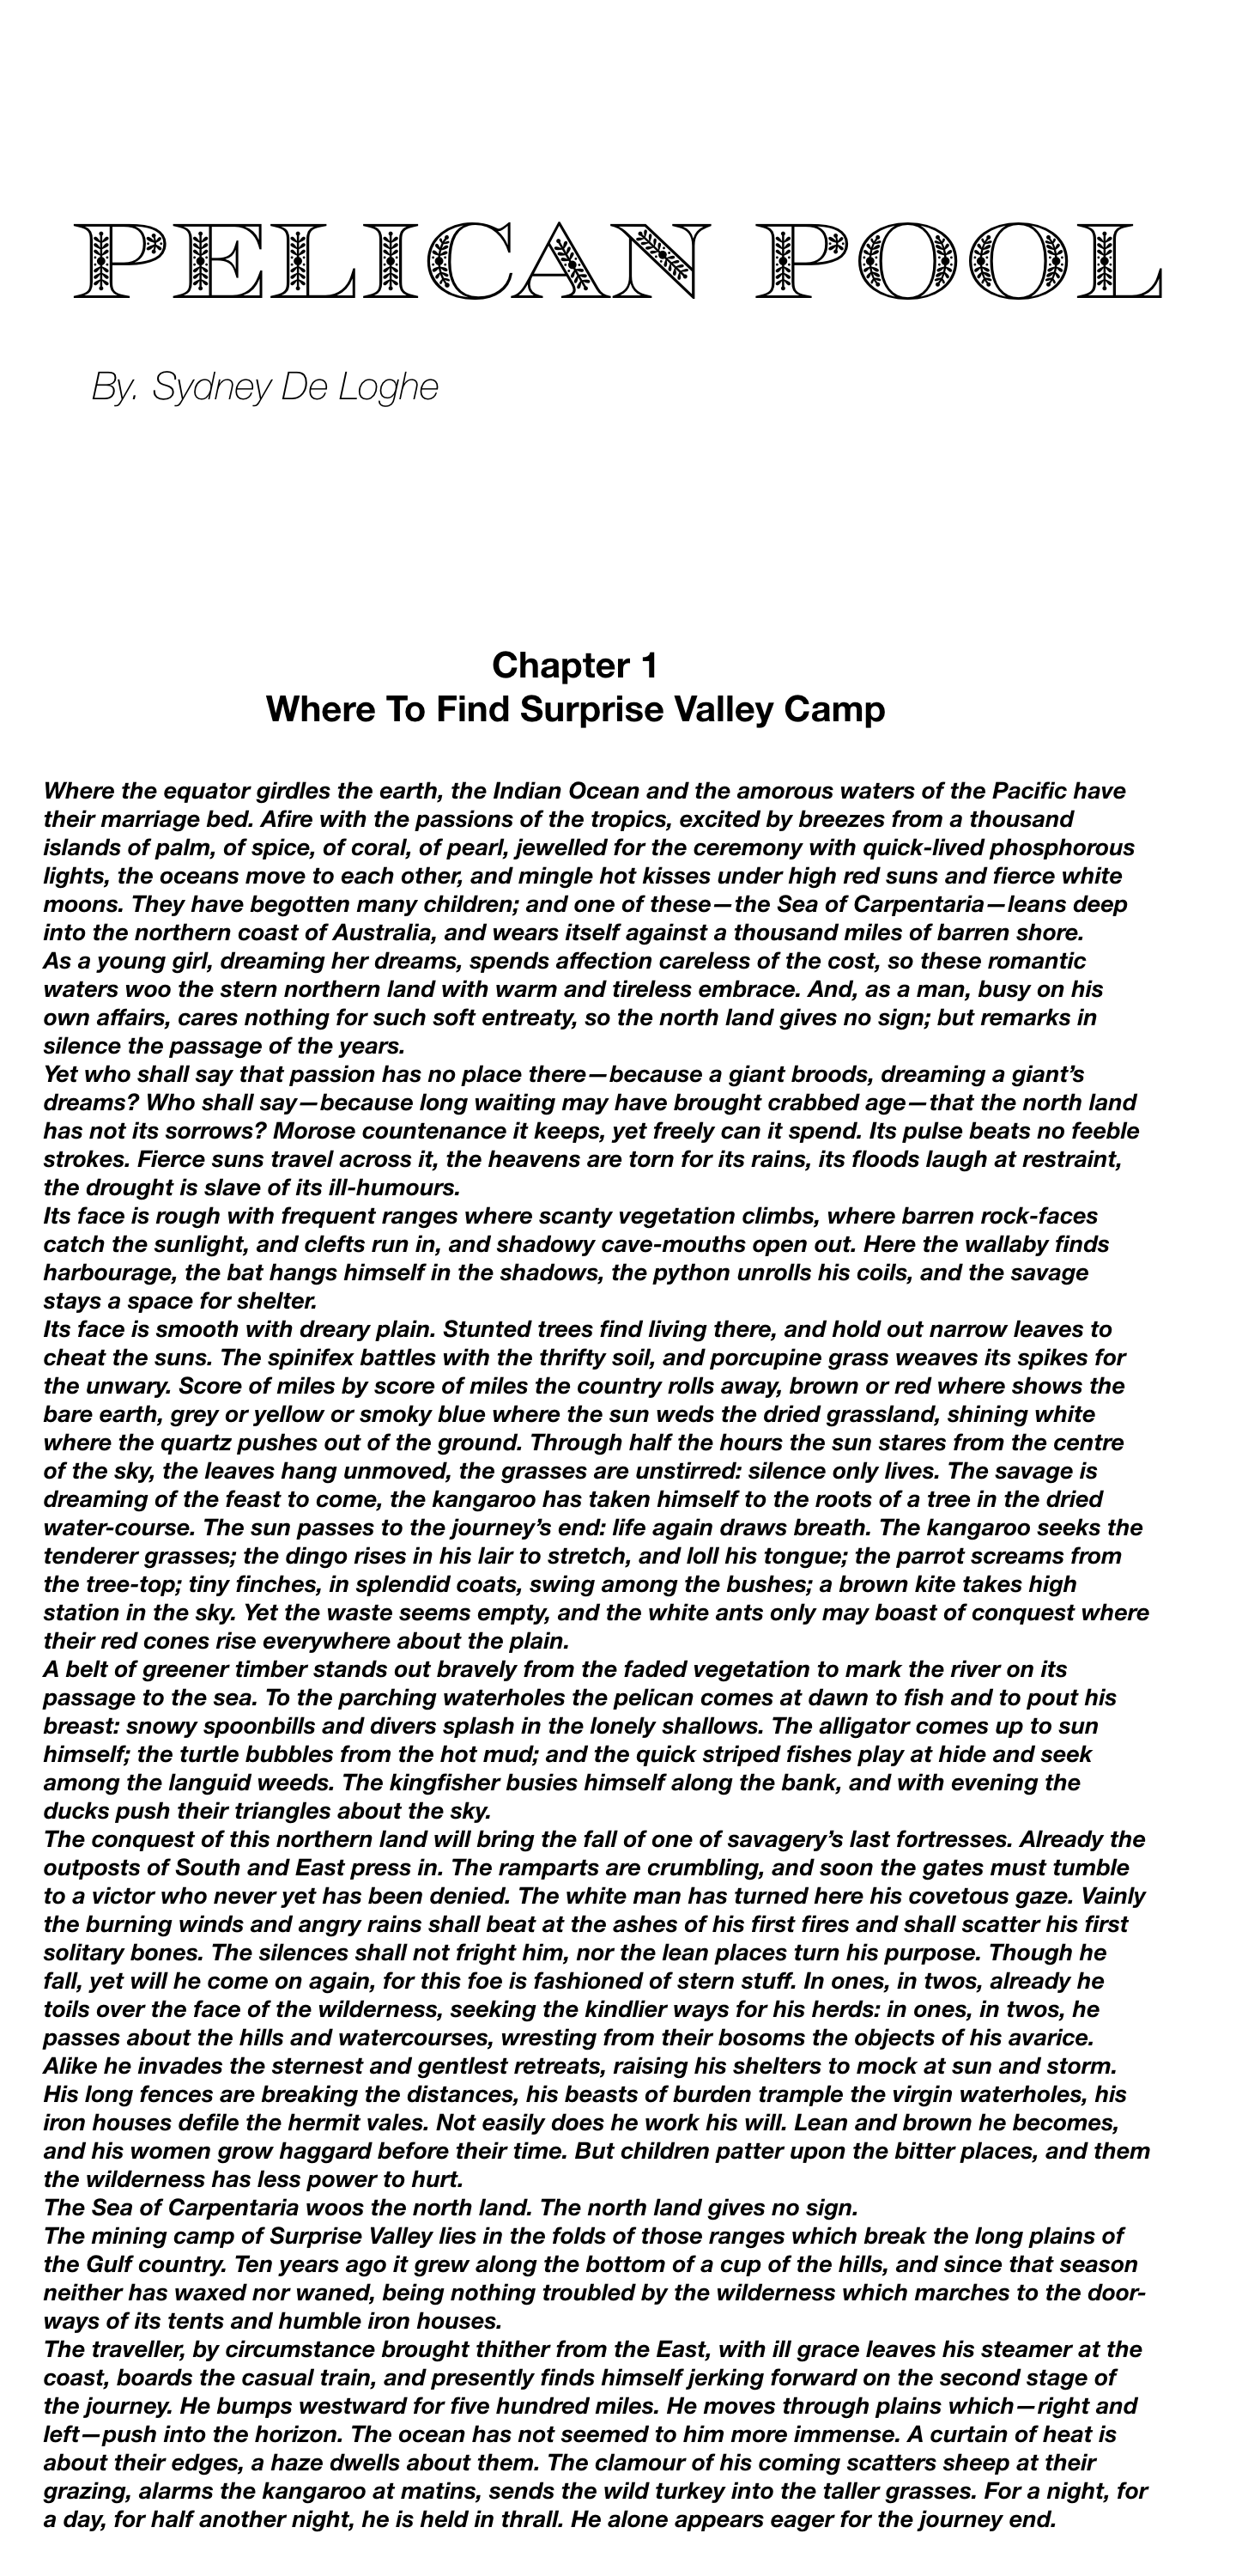 PELICAN POOL
By. Sydney De Loghe
Chapter 1
Where To Find Surprise Valley Camp
Where the equator girdles the earth, the Indian Ocean and the amorous waters of the Pacific have
their marriage bed. Afire with the passions of the tropics, excited by breezes from a thousand
islands of palm, of spice, of coral, of pearl, jewelled for the ceremony with quick-lived phosphorous
lights, the oceans move to each other, and mingle hot kisses under high red suns and fierce white
moons. They have begotten many children; and one of these—the Sea of Carpentaria—leans deep
into the northern coast of Australia, and wears itself against a thousand miles of barren shore.
As a young girl, dreaming her dreams, spends affection careless of the cost, so these romantic
waters woo the stern northern land with warm and tireless embrace. And, as a man, busy on his
own affairs, cares nothing for such soft entreaty, so the north land gives no sign; but remarks in
silence the passage of the years.
Yet who shall say that passion has no place there—because a giant broods, dreaming a giant’s
dreams? Who shall say—because long waiting may have brought crabbed age—that the north land
has not its sorrows? Morose countenance it keeps, yet freely can it spend. Its pulse beats no feeble
strokes. Fierce suns travel across it, the heavens are torn for its rains, its floods laugh at restraint,
the drought is slave of its ill-humours.
Its face is rough with frequent ranges where scanty vegetation climbs, where barren rock-faces
catch the sunlight, and clefts run in, and shadowy cave-mouths open out. Here the wallaby finds
harbourage, the bat hangs himself in the shadows, the python unrolls his coils, and the savage
stays a space for shelter.
Its face is smooth with dreary plain. Stunted trees find living there, and hold out narrow leaves to
cheat the suns. The spinifex battles with the thrifty soil, and porcupine grass weaves its spikes for
the unwary. Score of miles by score of miles the country rolls away, brown or red where shows the
bare earth, grey or yellow or smoky blue where the sun weds the dried grassland, shining white
where the quartz pushes out of the ground. Through half the hours the sun stares from the centre
of the sky, the leaves hang unmoved, the grasses are unstirred: silence only lives. The savage is
dreaming of the feast to come, the kangaroo has taken himself to the roots of a tree in the dried
water-course. The sun passes to the journey’s end: life again draws breath. The kangaroo seeks the
tenderer grasses; the dingo rises in his lair to stretch, and loll his tongue; the parrot screams from
the tree-top; tiny finches, in splendid coats, swing among the bushes; a brown kite takes high
station in the sky. Yet the waste seems empty, and the white ants only may boast of conquest where
their red cones rise everywhere about the plain.
A belt of greener timber stands out bravely from the faded vegetation to mark the river on its
passage to the sea. To the parching waterholes the pelican comes at dawn to fish and to pout his
breast: snowy spoonbills and divers splash in the lonely shallows. The alligator comes up to sun
himself; the turtle bubbles from the hot mud; and the quick striped fishes play at hide and seek
among the languid weeds. The kingfisher busies himself along the bank, and with evening the
ducks push their triangles about the sky.
The conquest of this northern land will bring the fall of one of savagery’s last fortresses. Already the
outposts of South and East press in. The ramparts are crumbling, and soon the gates must tumble
to a victor who never yet has been denied. The white man has turned here his covetous gaze. Vainly
the burning winds and angry rains shall beat at the ashes of his first fires and shall scatter his first
solitary bones. The silences shall not fright him, nor the lean places turn his purpose. Though he
fall, yet will he come on again, for this foe is fashioned of stern stuff. In ones, in twos, already he
toils over the face of the wilderness, seeking the kindlier ways for his herds: in ones, in twos, he
passes about the hills and watercourses, wresting from their bosoms the objects of his avarice.
Alike he invades the sternest and gentlest retreats, raising his shelters to mock at sun and storm.
His long fences are breaking the distances, his beasts of burden trample the virgin waterholes, his
iron houses defile the hermit vales. Not easily does he work his will. Lean and brown he becomes,
and his women grow haggard before their time. But children patter upon the bitter places, and them
the wilderness has less power to hurt.
The Sea of Carpentaria woos the north land. The north land gives no sign.
The mining camp of Surprise Valley lies in the folds of those ranges which break the long plains of
the Gulf country. Ten years ago it grew along the bottom of a cup of the hills, and since that season
neither has waxed nor waned, being nothing troubled by the wilderness which marches to the door-
ways of its tents and humble iron houses.
The traveller, by circumstance brought thither from the East, with ill grace leaves his steamer at the
coast, boards the casual train, and presently finds himself jerking forward on the second stage of
the journey. He bumps westward for five hundred miles. He moves through plains which—right and
left—push into the horizon. The ocean has not seemed to him more immense. A curtain of heat is
about their edges, a haze dwells about them. The clamour of his coming scatters sheep at their
grazing, alarms the kangaroo at matins, sends the wild turkey into the taller grasses. For a night, for
a day, for half another night, he is held in thrall. He alone appears eager for the journey end.